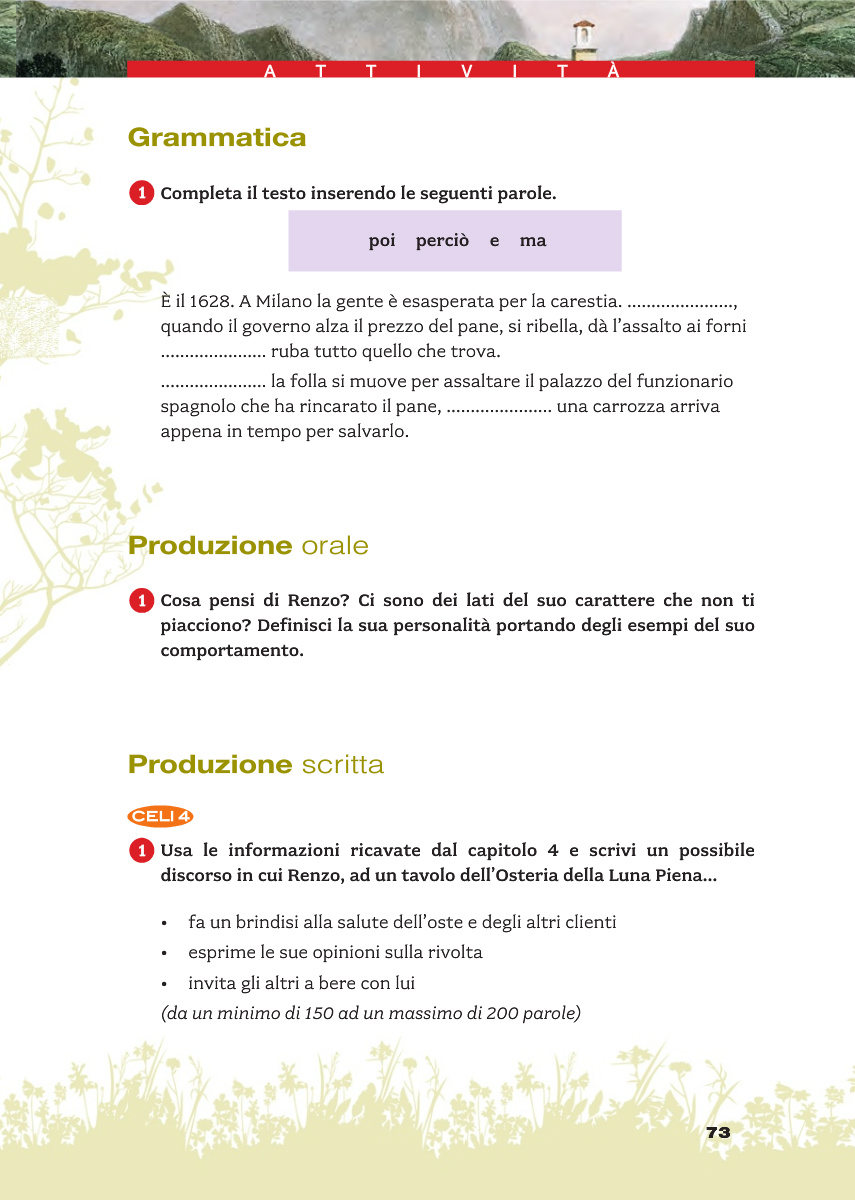 ATTIVITÀ
Grammatica
1 Completa il testo inserendo le seguenti parole.
poi perciò e ma
È il 1628. A Milano la gente è esasperata per la carestia. ......................,
quando il governo alza il prezzo del pane, si ribella, dà l’assalto ai forni
...................... ruba tutto quello che trova.
...................... la folla si muove per assaltare il palazzo del funzionario
spagnolo che ha rincarato il pane, ...................... una carrozza arriva
appena in tempo per salvarlo.
Produzione orale
1 Cosa pensi di Renzo? Ci sono dei lati del suo carattere che non ti
piacciono? Definisci la sua personalità portando degli esempi del suo
comportamento.
Produzione scritta
CELI 4
1 Usa le informazioni ricavate dal capitolo 4 e scrivi un possibile
discorso in cui Renzo, ad un tavolo dell’Osteria della Luna Piena...
• fa un brindisi alla salute dell’oste e degli altri clienti
• esprime le sue opinioni sulla rivolta
• invita gli altri a bere con lui
(da un minimo di 150 ad un massimo di 200 parole)
73